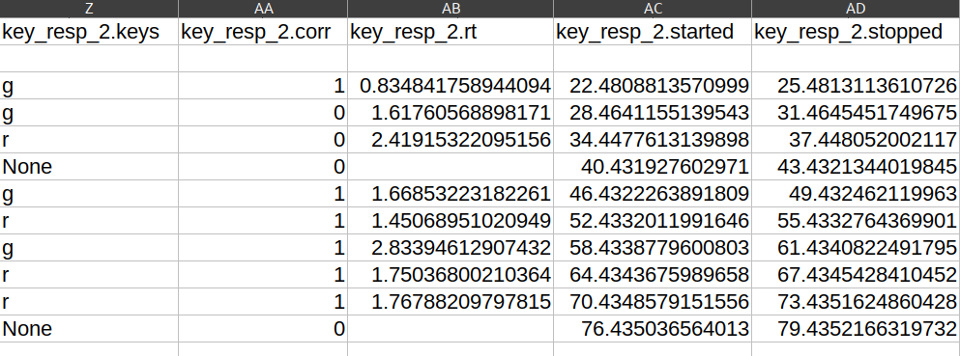 Z AA AB AC AD
key_resp_2.keys key_resp_2.corr key_resp_2.rt key_resp_2.started key_resp_2.stopped
g 1 0.834841758944094 22.4808813570999 25.4813113610726
g 0 1.61760568898171 28.4641155139543 31.4645451749675
r 0 2.41915322095156 34.4477613139898 37.448052002117
None 0 40.431927602971 43.4321344019845
g 1 1.66853223182261 46.4322263891809 49.432462119963
r 1 1.45068951020949 52.4332011991646 55.4332764369901
g 1 2.83394612907432 58.4338779600803 61.4340822491795
r 1 1.75036800210364 64.4343675989658 67.4345428410452
r 1 1.76788209797815 70.4348579151556 73.4351624860428
None 0 76.435036564013 79.4352166319732